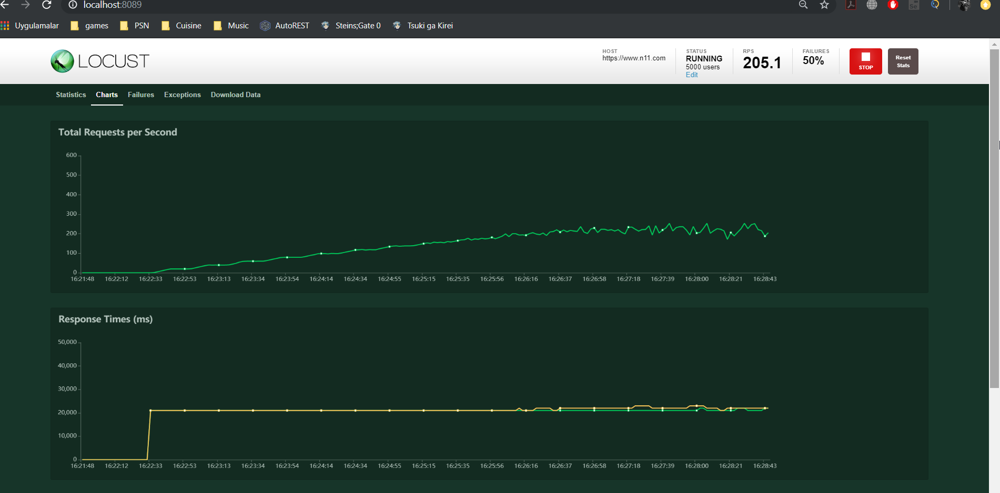 localhost:8089
Uygulamalar games PSN Cuisine Music AutoREST Steins;Gate 0 Tsuki ga Kirei
LOCUST
HOST
https://www.n11.com
STATUS
RUNNING
5000 users
Edit
RPS
205.1
FAILURES
50%
STOP
Reset
Stats
Statistics Charts Failures Exceptions Download Data
Total Requests per Second
600
500
400
300
200
100
0
16:21:48 16:22:12 16:22:33 16:22:53 16:23:13 16:23:34 16:23:54 16:24:14 16:24:34 16:24:55 16:25:15 16:25:35 16:25:56 16:26:16 16:26:37 16:26:58 16:27:18 16:27:39 16:28:00 16:28:21 16:28:43
Response Times (ms)
50,000
40,000
30,000
20,000
10,000
0
16:21:48 16:22:12 16:22:33 16:22:53 16:23:13 16:23:34 16:23:54 16:24:14 16:24:34 16:24:55 16:25:15 16:25:35 16:25:56 16:26:16 16:26:37 16:26:58 16:27:18 16:27:39 16:28:00 16:28:21 16:28:43